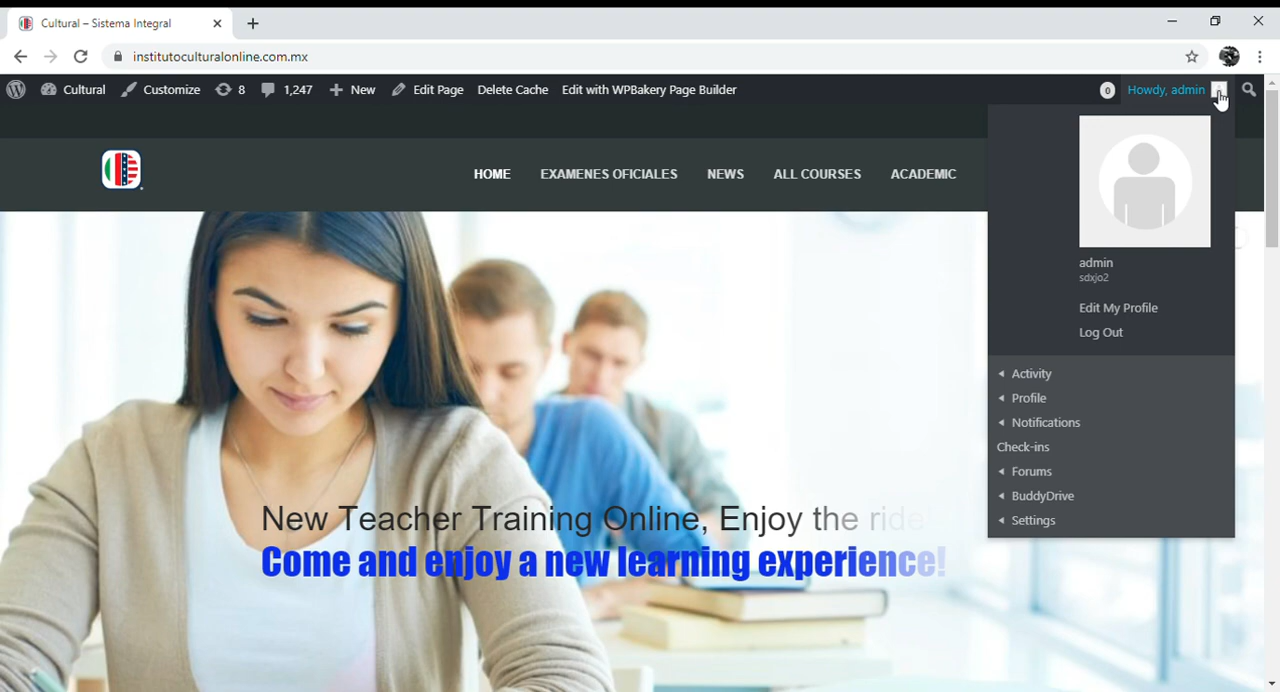 Cultural – Sistema Integral
institutoculturalonline.com.mx
Cultural Customize 8 1,247 New Edit Page Delete Cache Edit with WPBakery Page Builder 0 Howdy, admin
HOME EXAMENES OFICIALES NEWS ALL COURSES ACADEMIC
admin
sdxjo2
Edit My Profile
Log Out
Activity
Profile
Notifications
Check-ins
Forums
BuddyDrive
Settings
New Teacher Training Online, Enjoy the ride!
Come and enjoy a new learning experience!